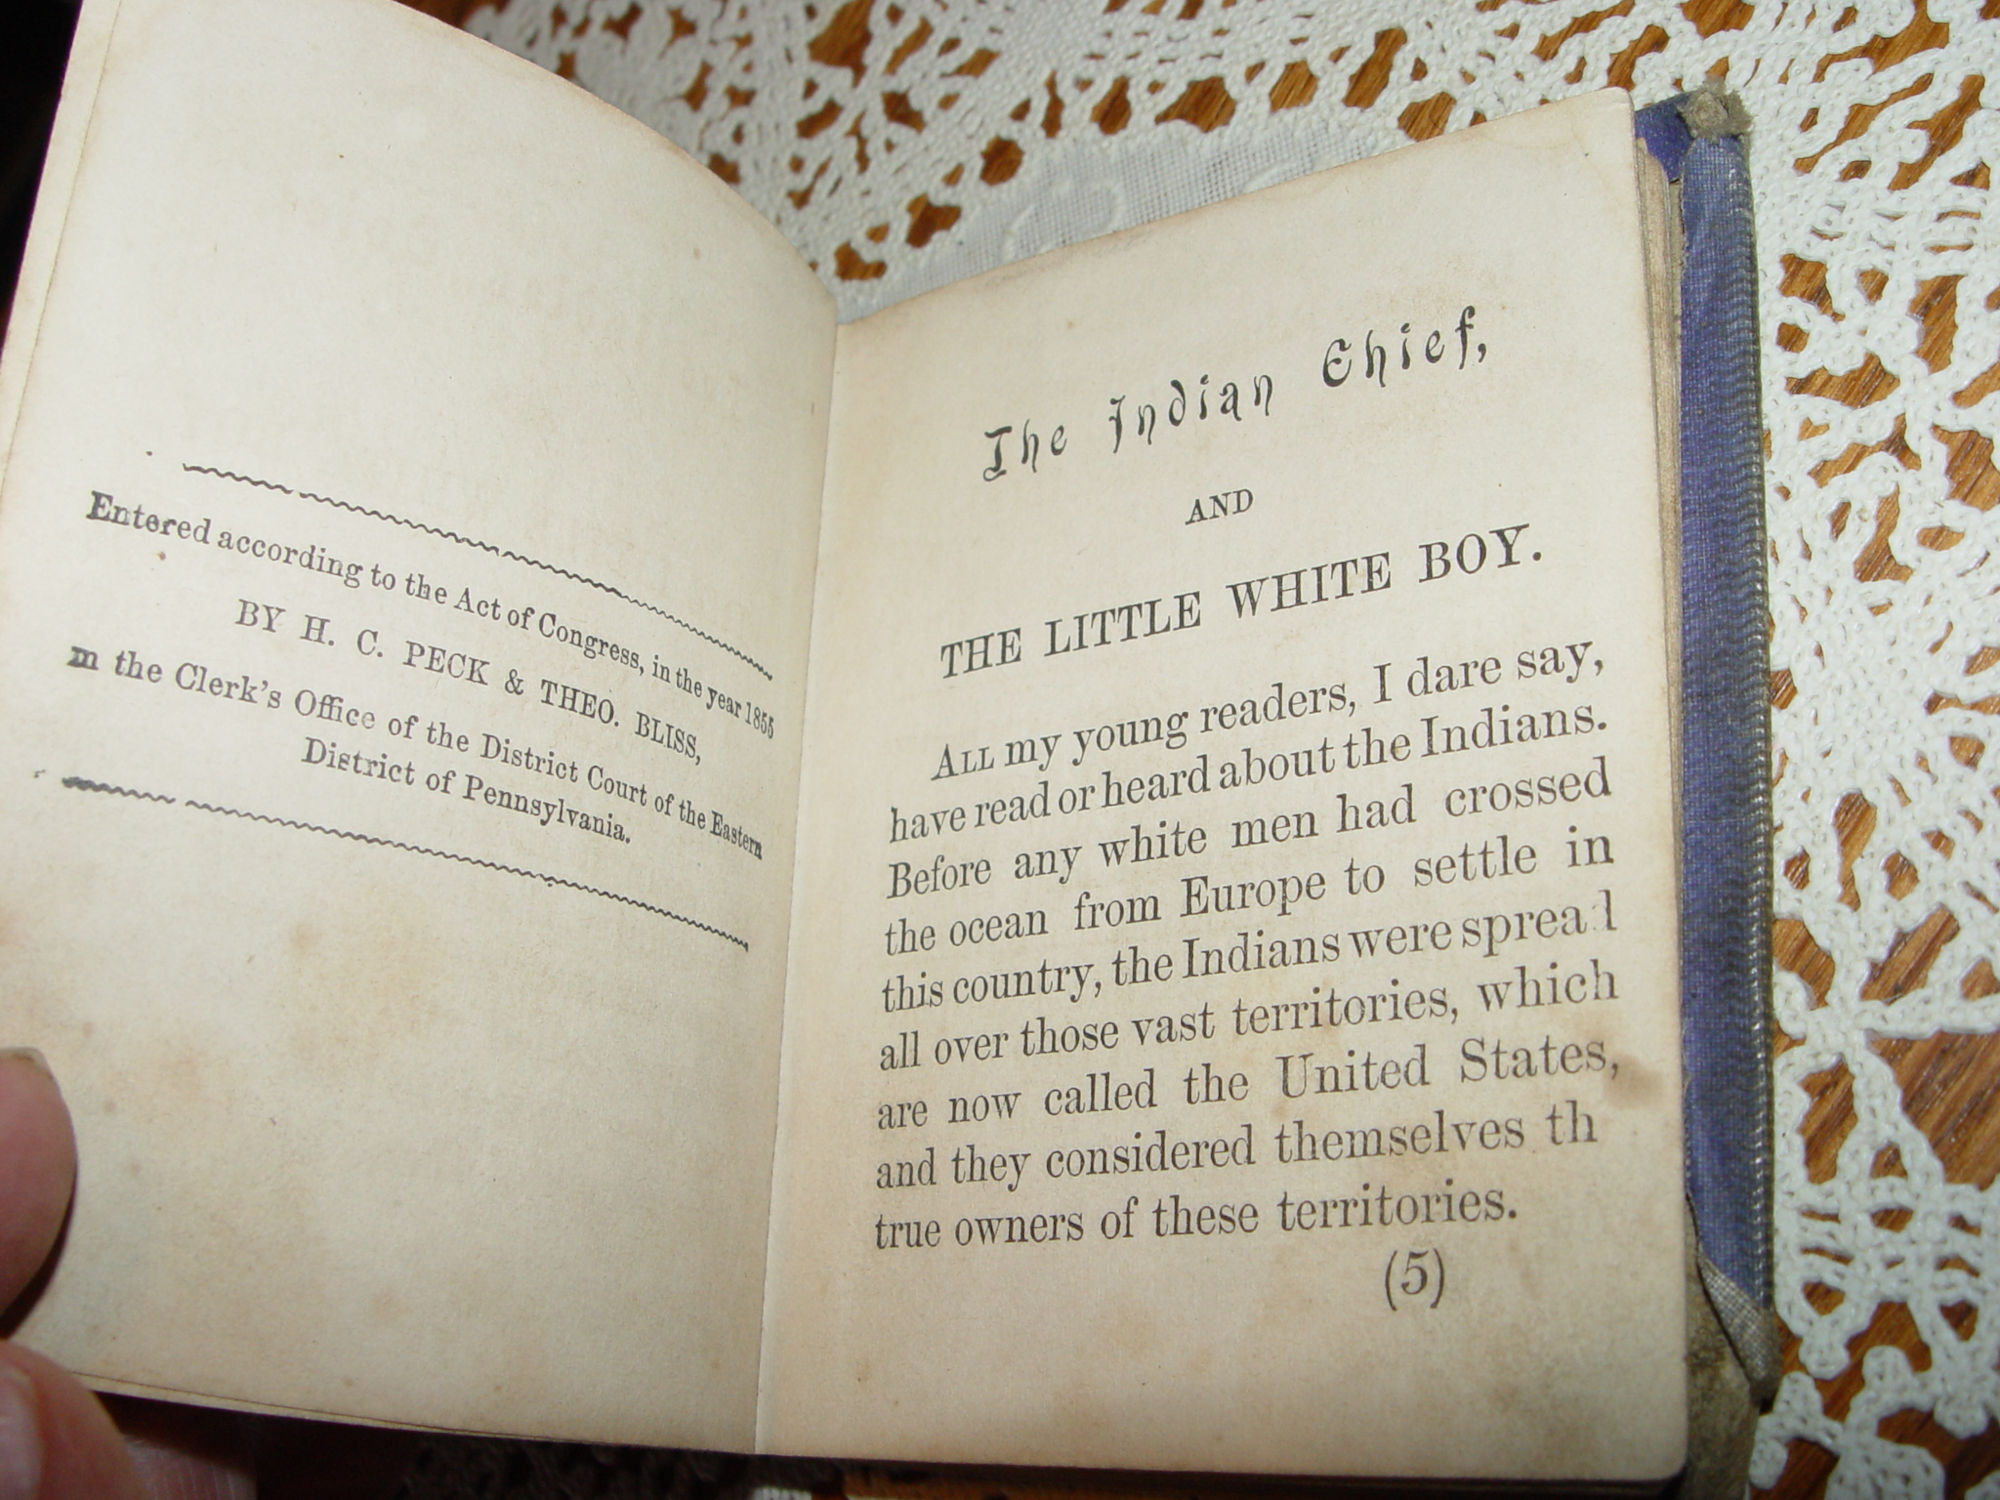 Entered according to the Act of Congress, in the year 1855
BY H. C. PECK & THEO. BLISS,
in the Clerk's Office of the District Court of the Eastern
District of Pennsylvania.
The Indian Chief,
AND
THE LITTLE WHITE BOY.
ALL my young readers, I dare say,
have read or heard about the Indians.
Before any white men had crossed
the ocean from Europe to settle in
this country, the Indians were spread
all over those vast territories, which
are now called the United States,
and they considered themselves th
true owners of these territories.
(5)